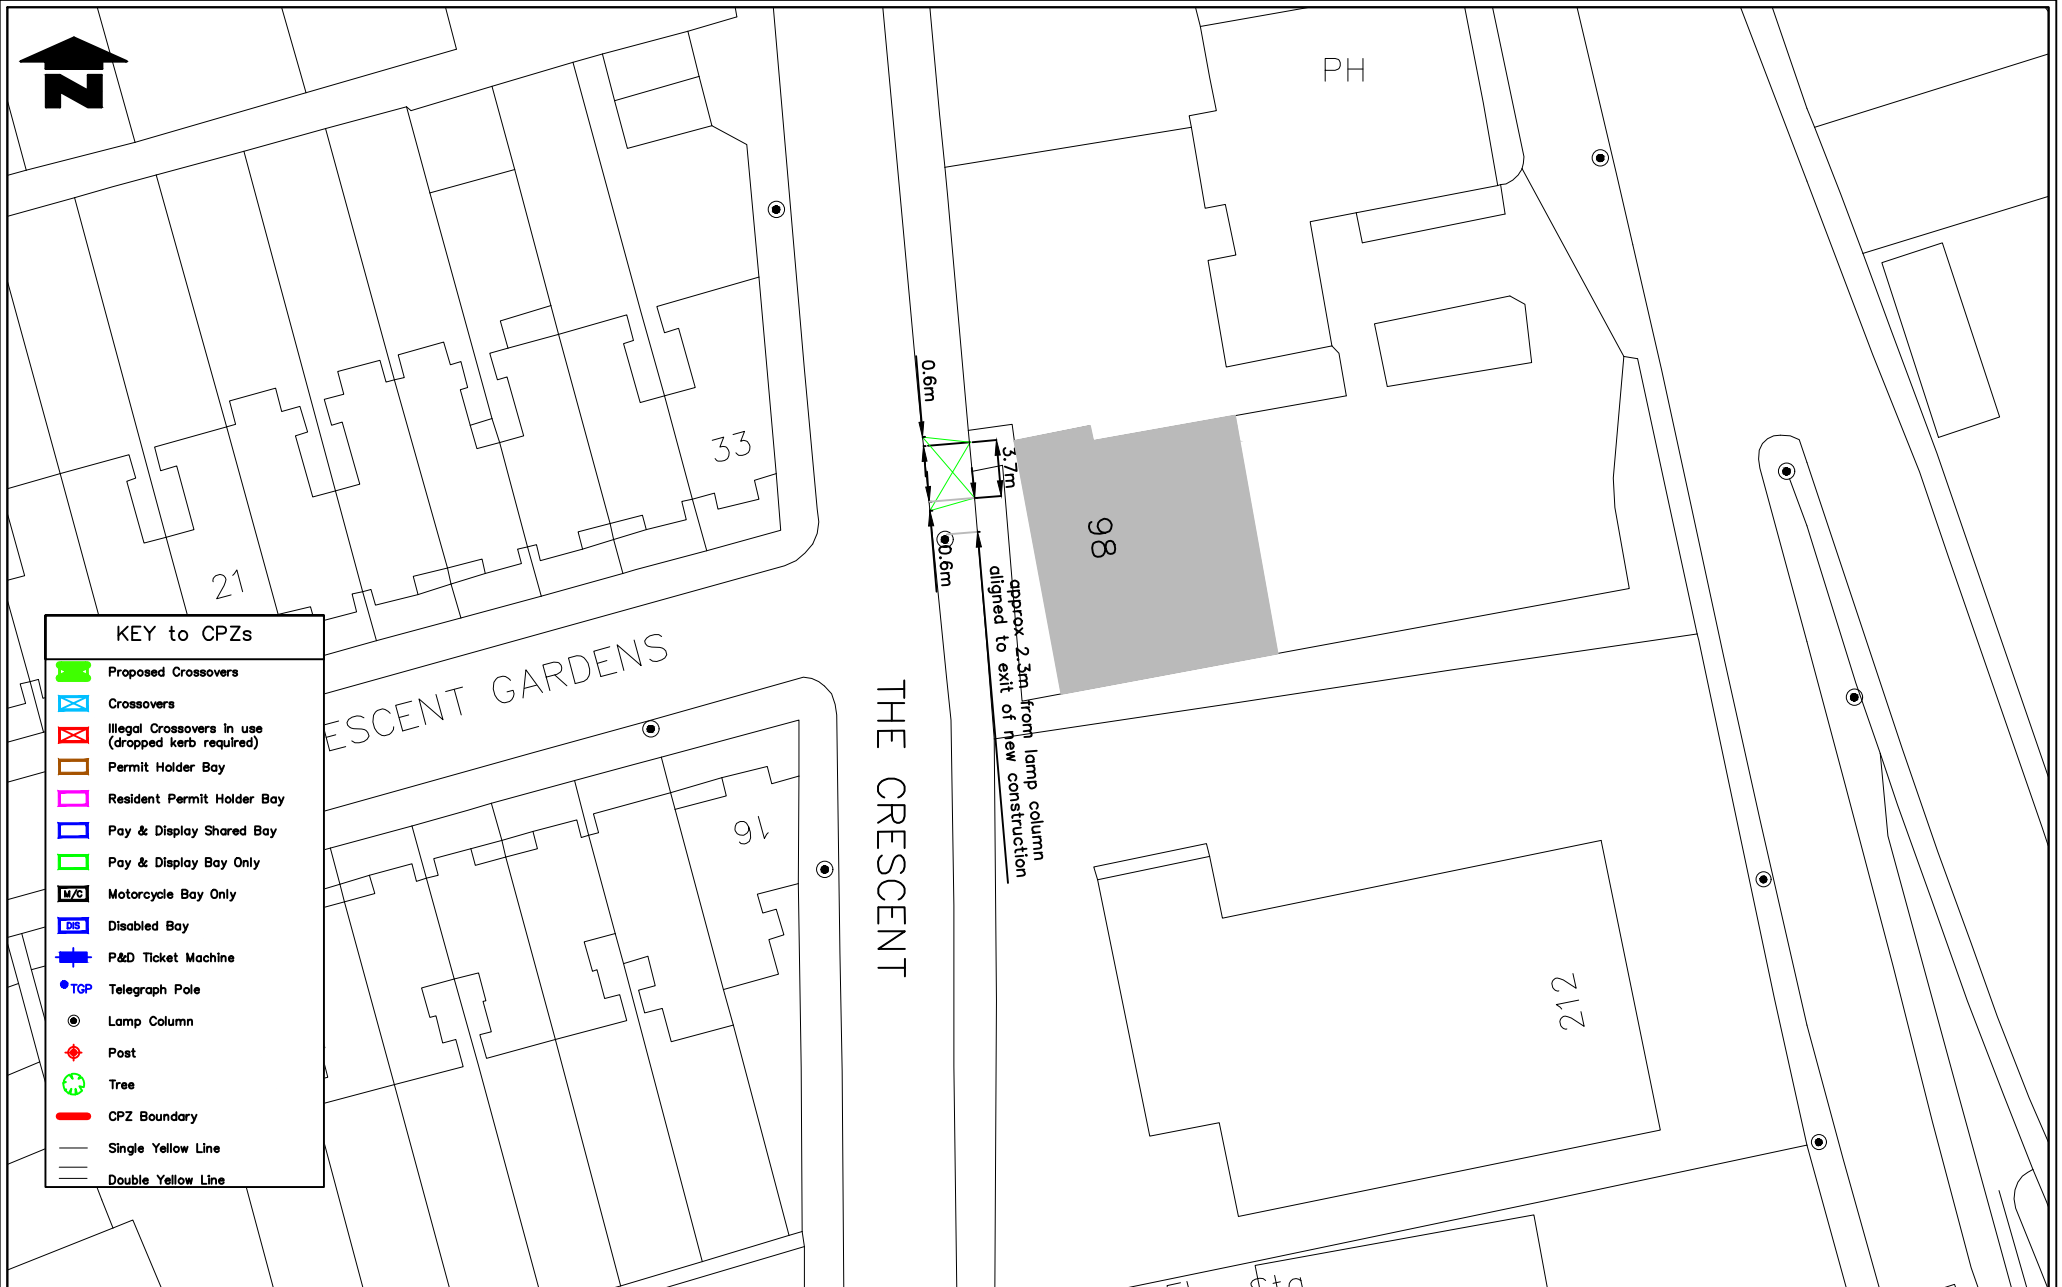 N
PH
0.6m
3.7m
33
98
0.6m
approx 2.3m from lamp column
aligned to exit of new construction
21
ESCENT GARDENS
THE CRESCENT
16
212
KEY to CPZs
Proposed Crossovers
Crossovers
Illegal Crossovers in use
(dropped kerb required)
Permit Holder Bay
Resident Permit Holder Bay
Pay & Display Shared Bay
Pay & Display Bay Only
M/C Motorcycle Bay Only
DIS Disabled Bay
P&D Ticket Machine
TGP Telegraph Pole
Lamp Column
Post
Tree
CPZ Boundary
Single Yellow Line
Double Yellow Line
Sta